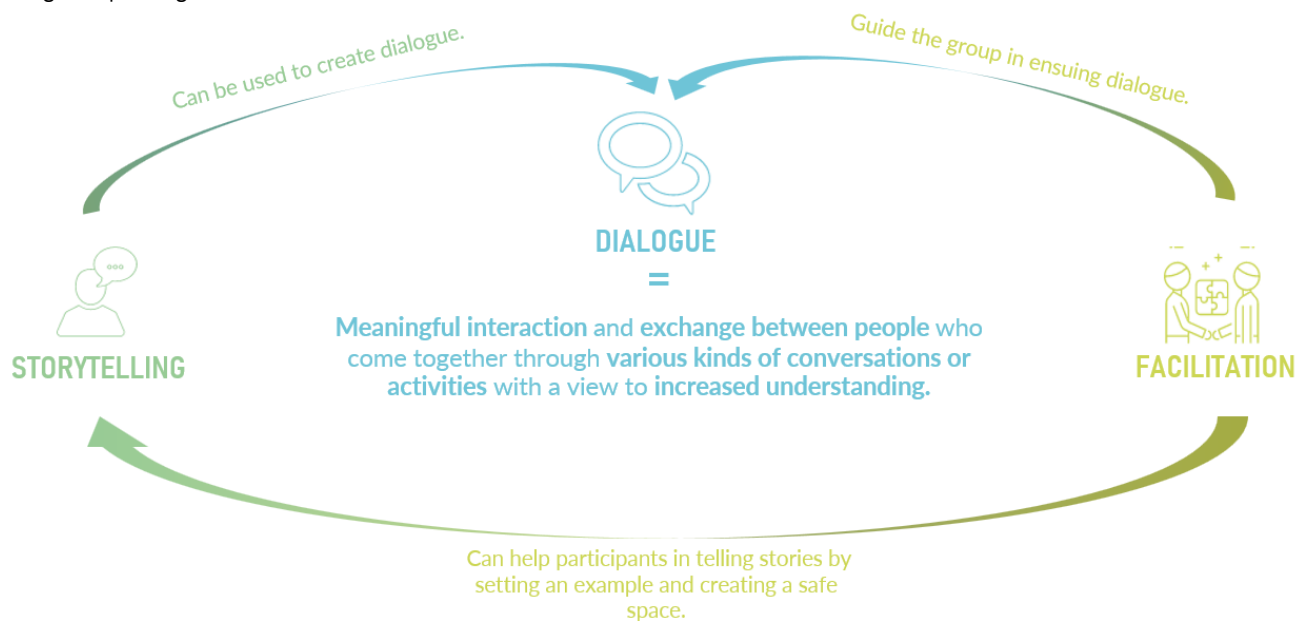 Can be used to create dialogue.
Guide the group in ensuing dialogue.
DIALOGUE
=
Meaningful interaction and exchange between people who
come together through various kinds of conversations or
activities with a view to increased understanding.
STORYTELLING
FACILITATION
Can help participants in telling stories by
setting an example and creating a safe
space.